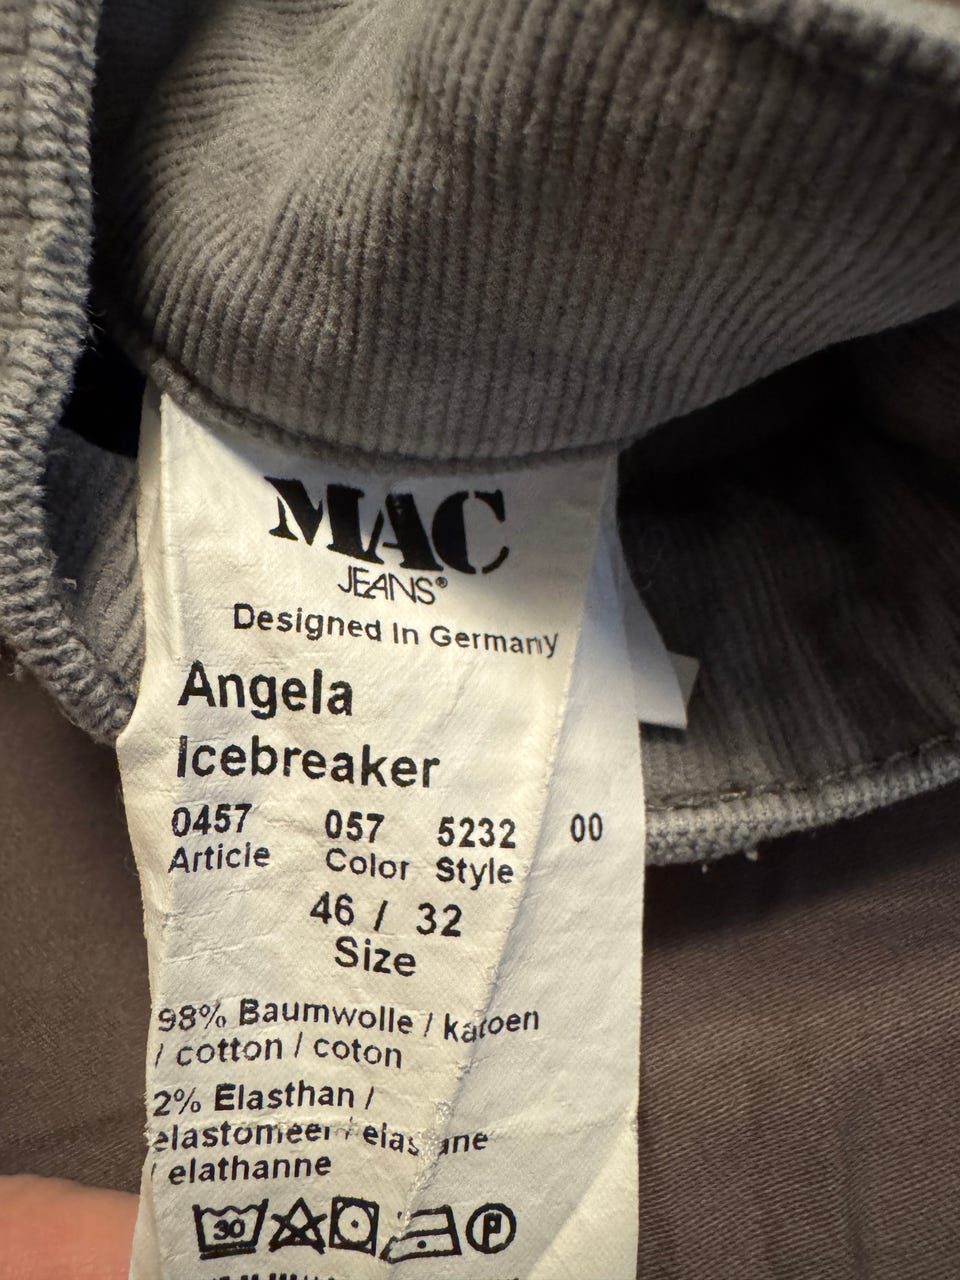 MAC
JEANS®
Designed In Germany
Angela
Icebreaker
0457 057 5232 00
Article Color Style
46 / 32
Size
98% Baumwolle / katoen
/ cotton / coton
2% Elasthan /
elastomeer / elastane
/ elathanne
30 P